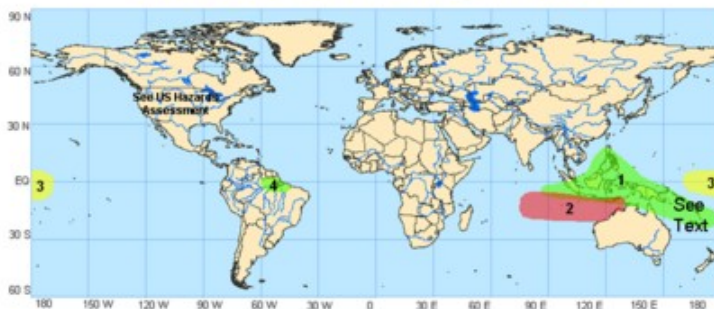 90 N
60 N
See US Hazards
Assessment
30 N
3
EQ
4
1
3
2
See
Text
30 S
60 S
180 150 W 120 W 90 W 60 W 30 W 0 30 E 60 E 90 E 120 E 150 E 180